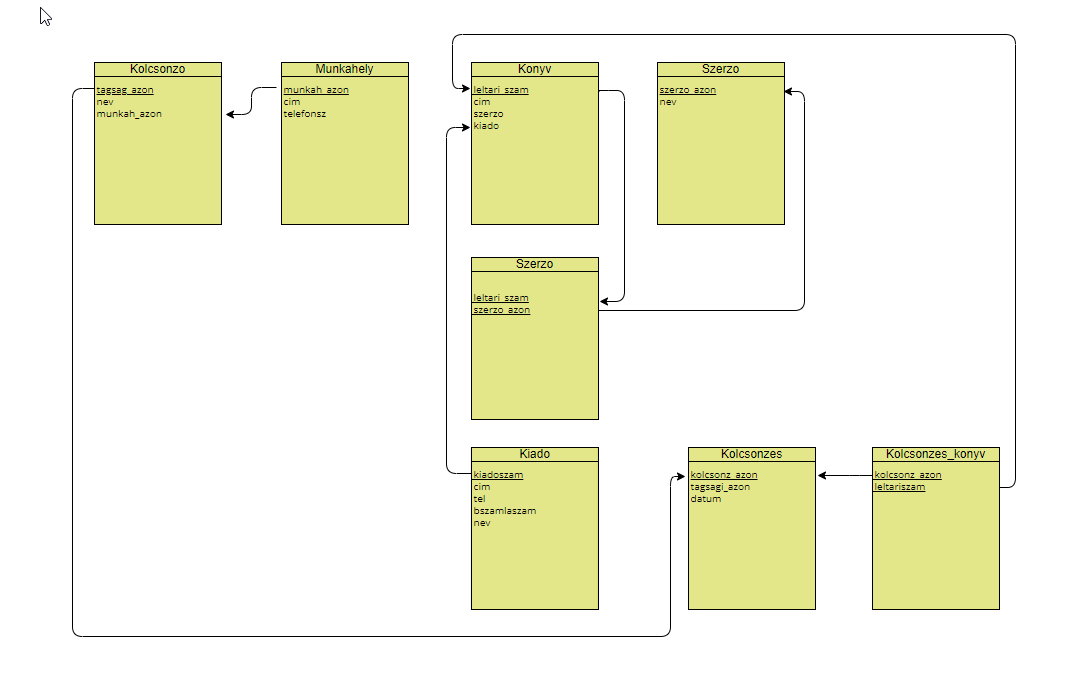 Kolcsonzo
tagsag_azon
nev
munkah_azon
Munkahely
munkah_azon
cim
telefonsz
Konyv
leltari_szam
cim
szerzo
kiado
Szerzo
szerzo_azon
nev
Szerzo
leltari_szam
szerzo_azon
Kiado
kiadoszam
cim
tel
bszamlaszam
nev
Kolcsonzes
kolcsonz_azon
tagsagi_azon
datum
Kolcsonzes_konyv
kolcsonz_azon
leltariszam